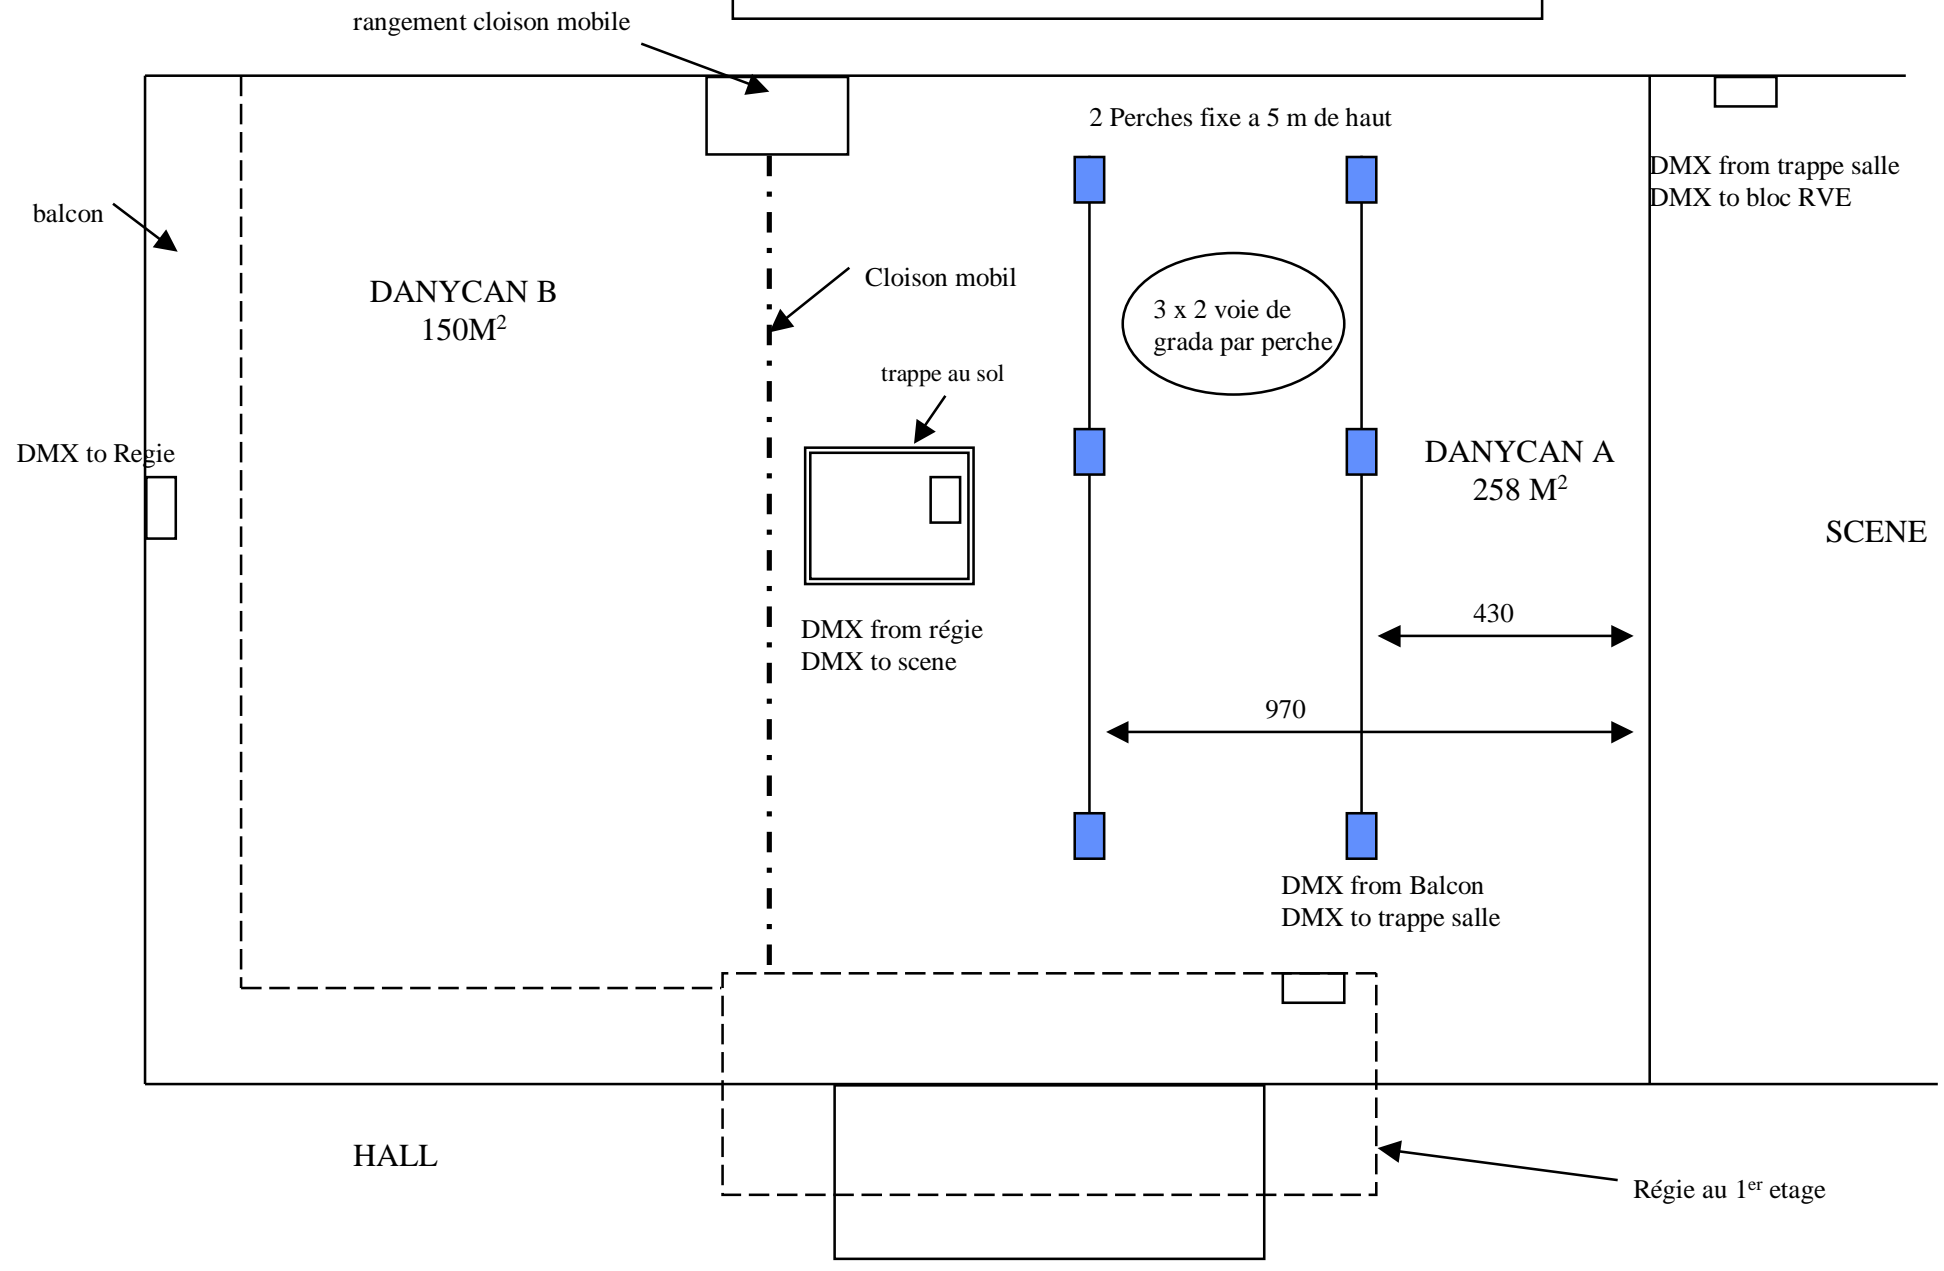 rangement cloison mobile
2 Perches fixe a 5 m de haut
DMX from trappe salle
DMX to bloc RVE
balcon
Cloison mobil
DANYCAN B
150M²
3 x 2 voie de
grada par perche
trappe au sol
DMX to Regie
DANYCAN A
258 M²
SCENE
430
DMX from régie
DMX to scene
970
DMX from Balcon
DMX to trappe salle
HALL
Régie au 1er etage